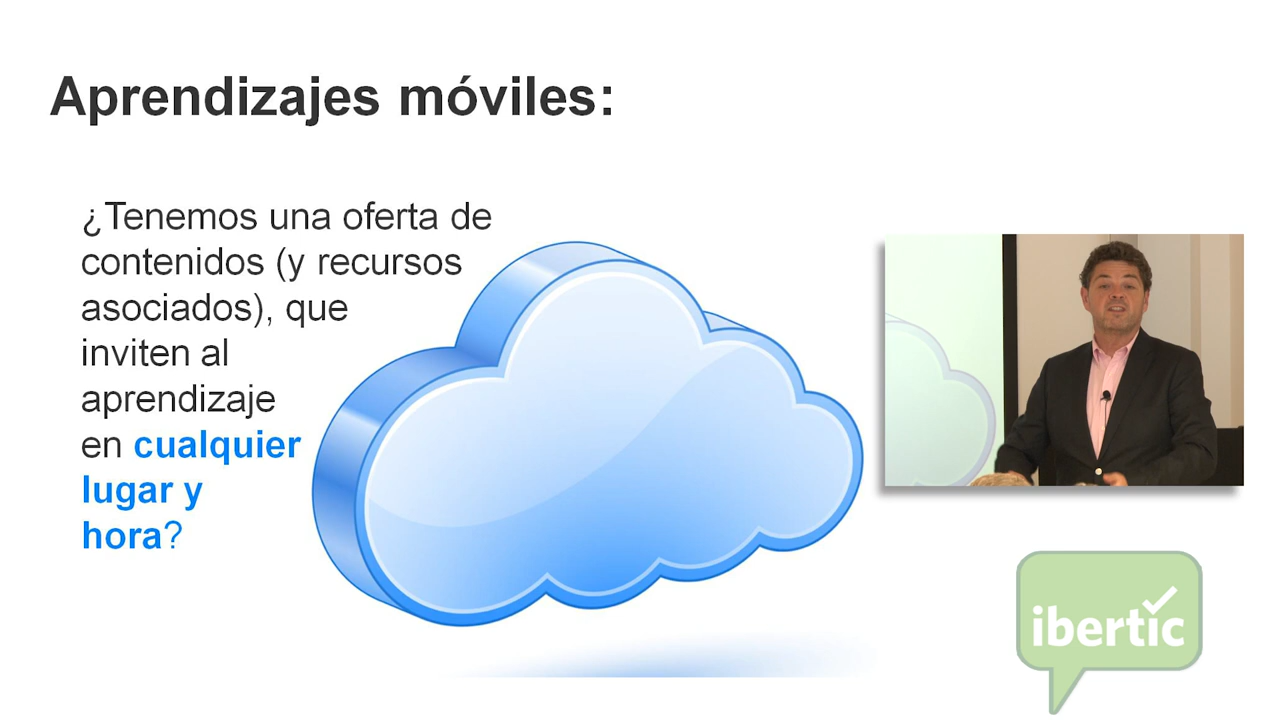 Aprendizajes móviles:
¿Tenemos una oferta de
contenidos (y recursos
asociados), que
inviten al
aprendizaje
en cualquier
lugar y
hora?
ibertic